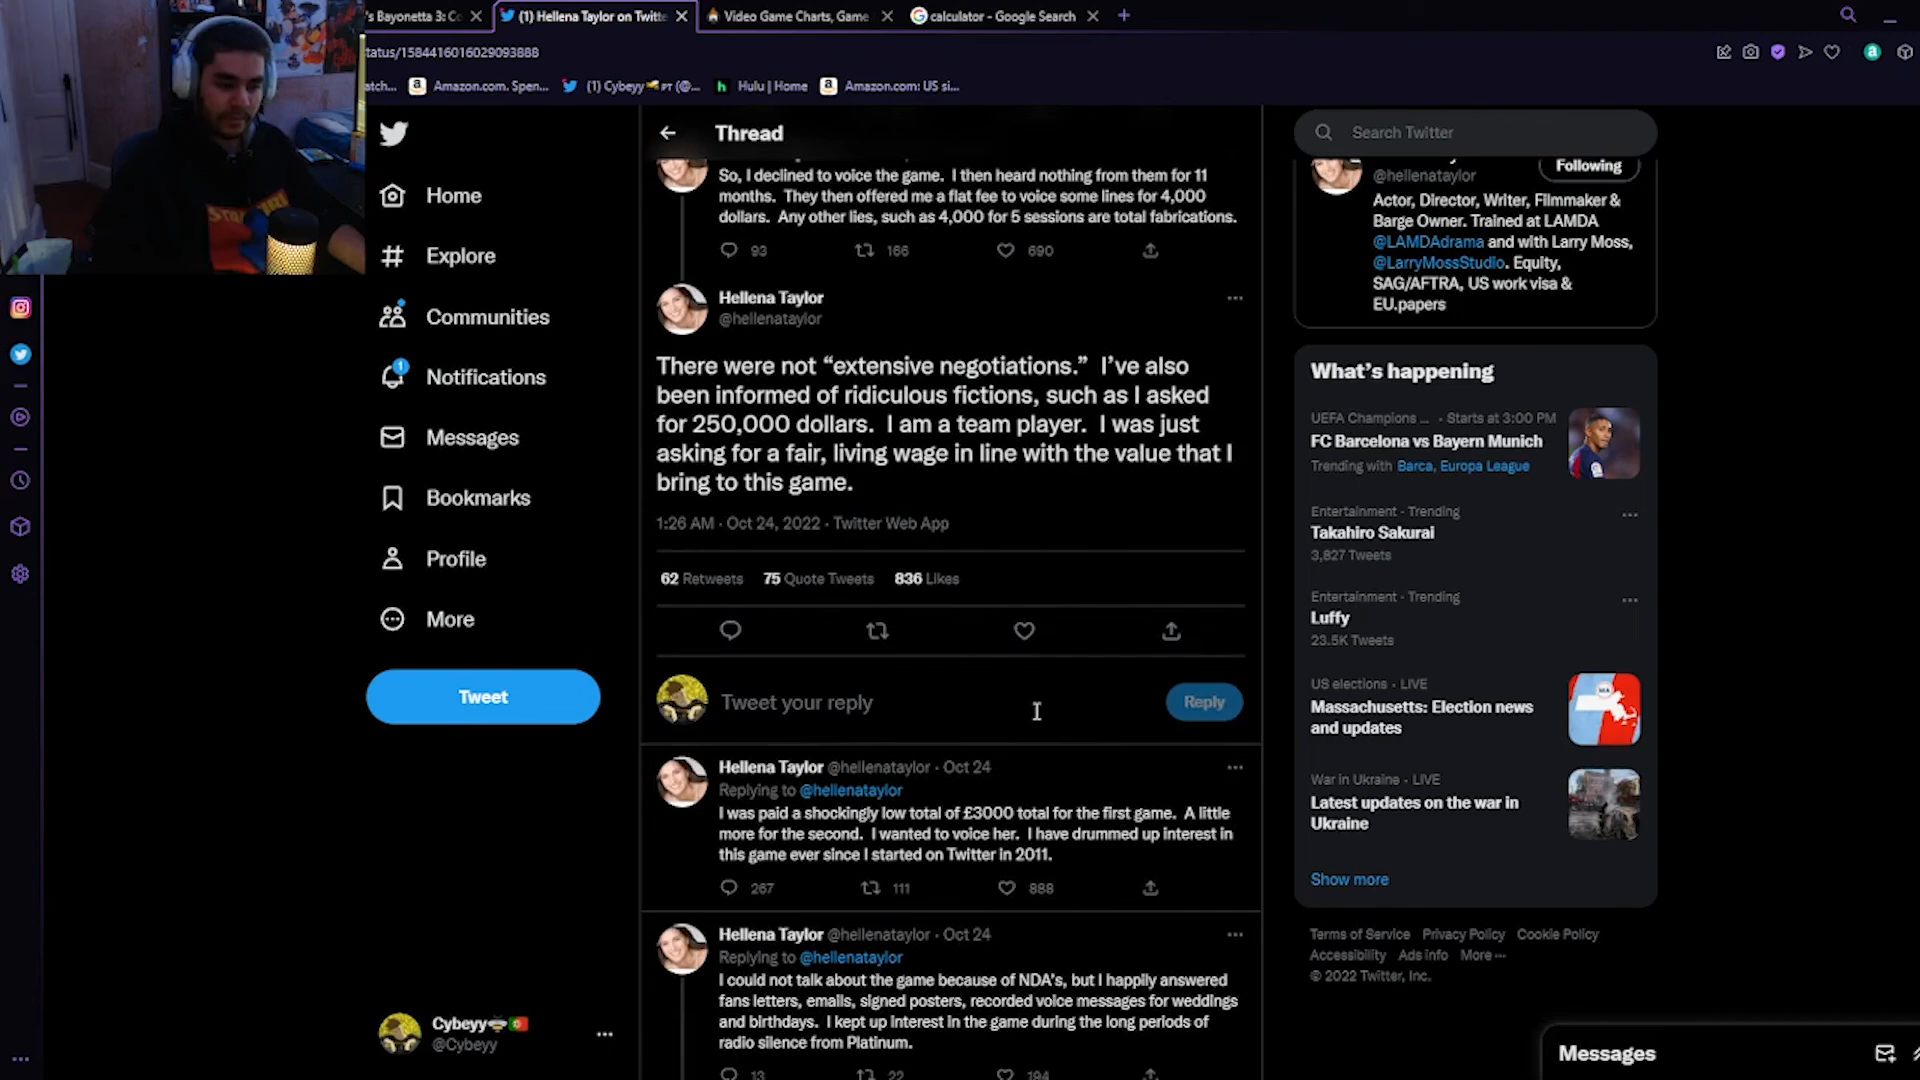 's Bayonetta 3: C
(1) Hellena Taylor on Twitte
Video Game Charts, Game
calculator - Google Search
tatus/1584416016029093888
atch...
Amazon.com. Spen...
(1) Cybeyy PT (@...
Hulu | Home
Amazon.com: US si...
Home
Explore
Communities
Notifications
Messages
Bookmarks
Profile
More
Tweet
Cybeyy
@Cybeyy
Thread
So, I declined to voice the game. I then heard nothing from them for 11
months. They then offered me a flat fee to voice some lines for 4,000
dollars. Any other lies, such as 4,000 for 5 sessions are total fabrications.
93 166 690
Hellena Taylor
@hellenataylor
There were not “extensive negotiations.” I’ve also
been informed of ridiculous fictions, such as I asked
for 250,000 dollars. I am a team player. I was just
asking for a fair, living wage in line with the value that I
bring to this game.
1:26 AM · Oct 24, 2022 · Twitter Web App
62 Retweets 75 Quote Tweets 836 Likes
Tweet your reply
Reply
Hellena Taylor @hellenataylor · Oct 24
Replying to @hellenataylor
I was paid a shockingly low total of £3000 total for the first game. A little
more for the second. I wanted to voice her. I have drummed up interest in
this game ever since I started on Twitter in 2011.
267 111 888
Hellena Taylor @hellenataylor · Oct 24
Replying to @hellenataylor
I could not talk about the game because of NDA's, but I happily answered
fans letters, emails, signed posters, recorded voice messages for weddings
and birthdays. I kept up interest in the game during the long periods of
radio silence from Platinum.
13 22 194
Search Twitter
@hellenataylor
Following
Actor, Director, Writer, Filmmaker &
Barge Owner. Trained at LAMDA
@LAMDAdrama and with Larry Moss,
@LarryMossStudio. Equity,
SAG/AFTRA, US work visa &
EU.papers
What's happening
UEFA Champions ... · Starts at 3:00 PM
FC Barcelona vs Bayern Munich
Trending with Barca, Europa League
Entertainment · Trending
Takahiro Sakurai
3,827 Tweets
Entertainment · Trending
Luffy
23.5K Tweets
US elections · LIVE
Massachusetts: Election news
and updates
War in Ukraine · LIVE
Latest updates on the war in
Ukraine
Show more
Terms of Service Privacy Policy Cookie Policy
Accessibility Ads info More ···
© 2022 Twitter, Inc.
Messages